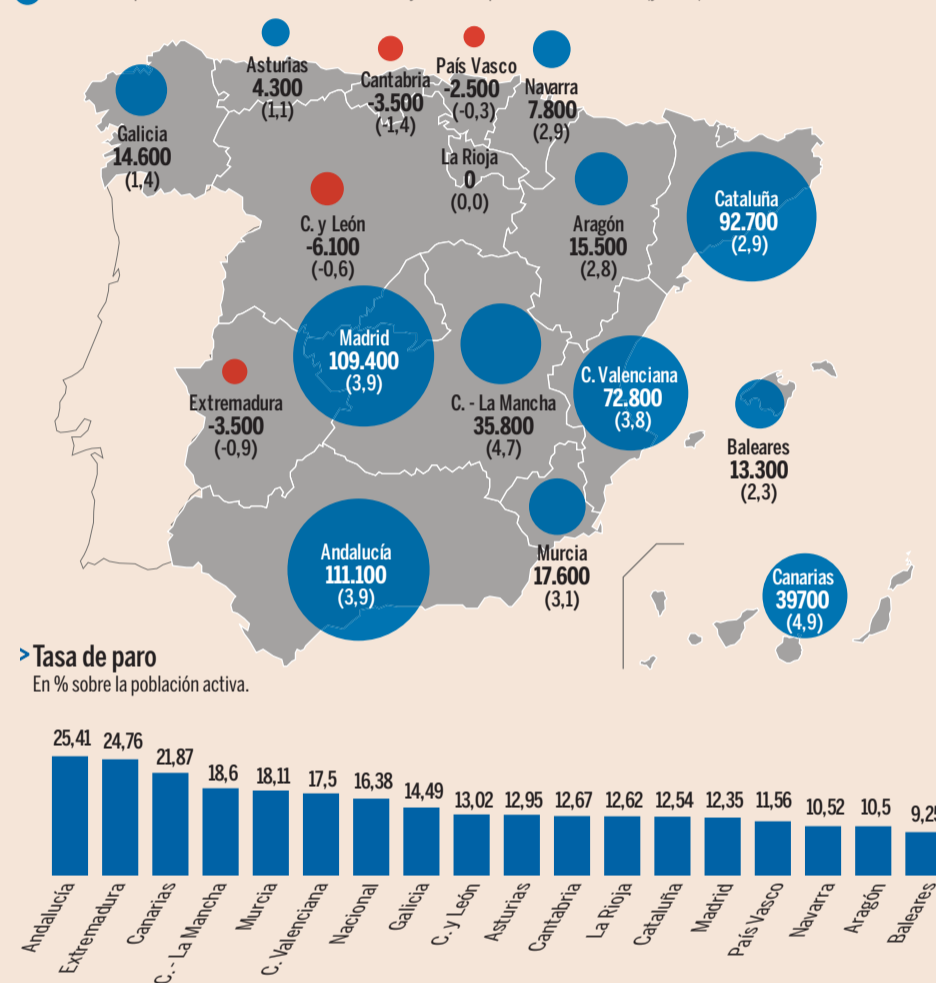 Asturias
4.300
(1,1)
Cantabria
-3.500
(-1,4)
País Vasco
-2.500
(-0,3)
Navarra
7.800
(2,9)
Galicia
14.600
(1,4)
La Rioja
0
(0,0)
C. y León
-6.100
(-0,6)
Aragón
15.500
(2,8)
Cataluña
92.700
(2,9)
Madrid
109.400
(3,9)
C. - La Mancha
35.800
(4,7)
C. Valenciana
72.800
(3,8)
Extremadura
-3.500
(-0,9)
Baleares
13.300
(2,3)
Andalucía
111.100
(3,9)
Murcia
17.600
(3,1)
Canarias
39700
(4,9)
> Tasa de paro
En % sobre la población activa.
25,41 24,76 21,87 18,6 18,11 17,5 16,38 14,49 13,02 12,95 12,67 12,62 12,54 12,35 11,56 10,52 10,5 9,25
Andalucía
Extremadura
Canarias
C. - La Mancha
Murcia
C. Valenciana
Nacional
Galicia
C. y León
Asturias
Cantabria
La Rioja
Cataluña
Madrid
País Vasco
Navarra
Aragón
Baleares